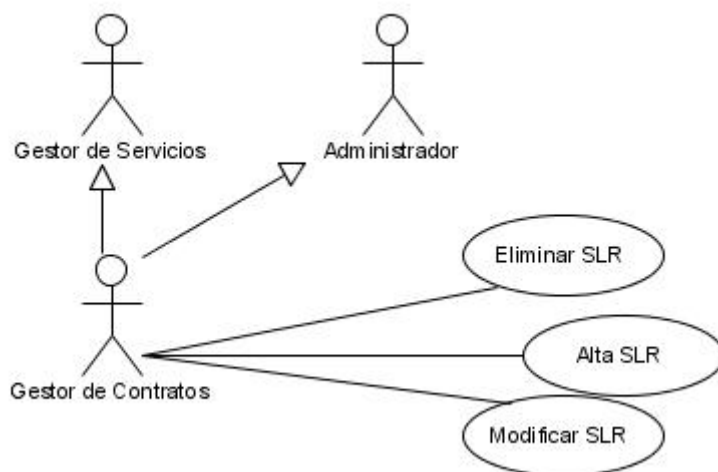 Gestor de Servicios
Administrador
Eliminar SLR
Alta SLR
Gestor de Contratos
Modificar SLR